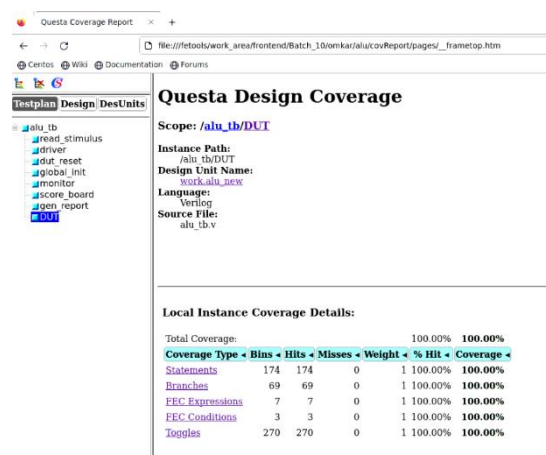 Questa Coverage Report × +
file:///fetools/work_area/frontend/Batch_10/omkar/alu/covReport/pages/__frametop.htm
Centos Wiki Documentation Forums
Testplan Design DesUnits
alu_tb
read_stimulus
driver
dut_reset
global_init
monitor
score_board
gen_report
DUT
Questa Design Coverage
Scope: /alu_tb/DUT
Instance Path:
/alu_tb/DUT
Design Unit Name:
work.alu_new
Language:
Verilog
Source File:
alu_tb.v
Local Instance Coverage Details:
Total Coverage: 100.00% 100.00%
Coverage Type ◂ Bins ◂ Hits ◂ Misses ◂ Weight ◂ % Hit ◂ Coverage ◂
Statements 174 174 0 1 100.00% 100.00%
Branches 69 69 0 1 100.00% 100.00%
FEC Expressions 7 7 0 1 100.00% 100.00%
FEC Conditions 3 3 0 1 100.00% 100.00%
Toggles 270 270 0 1 100.00% 100.00%